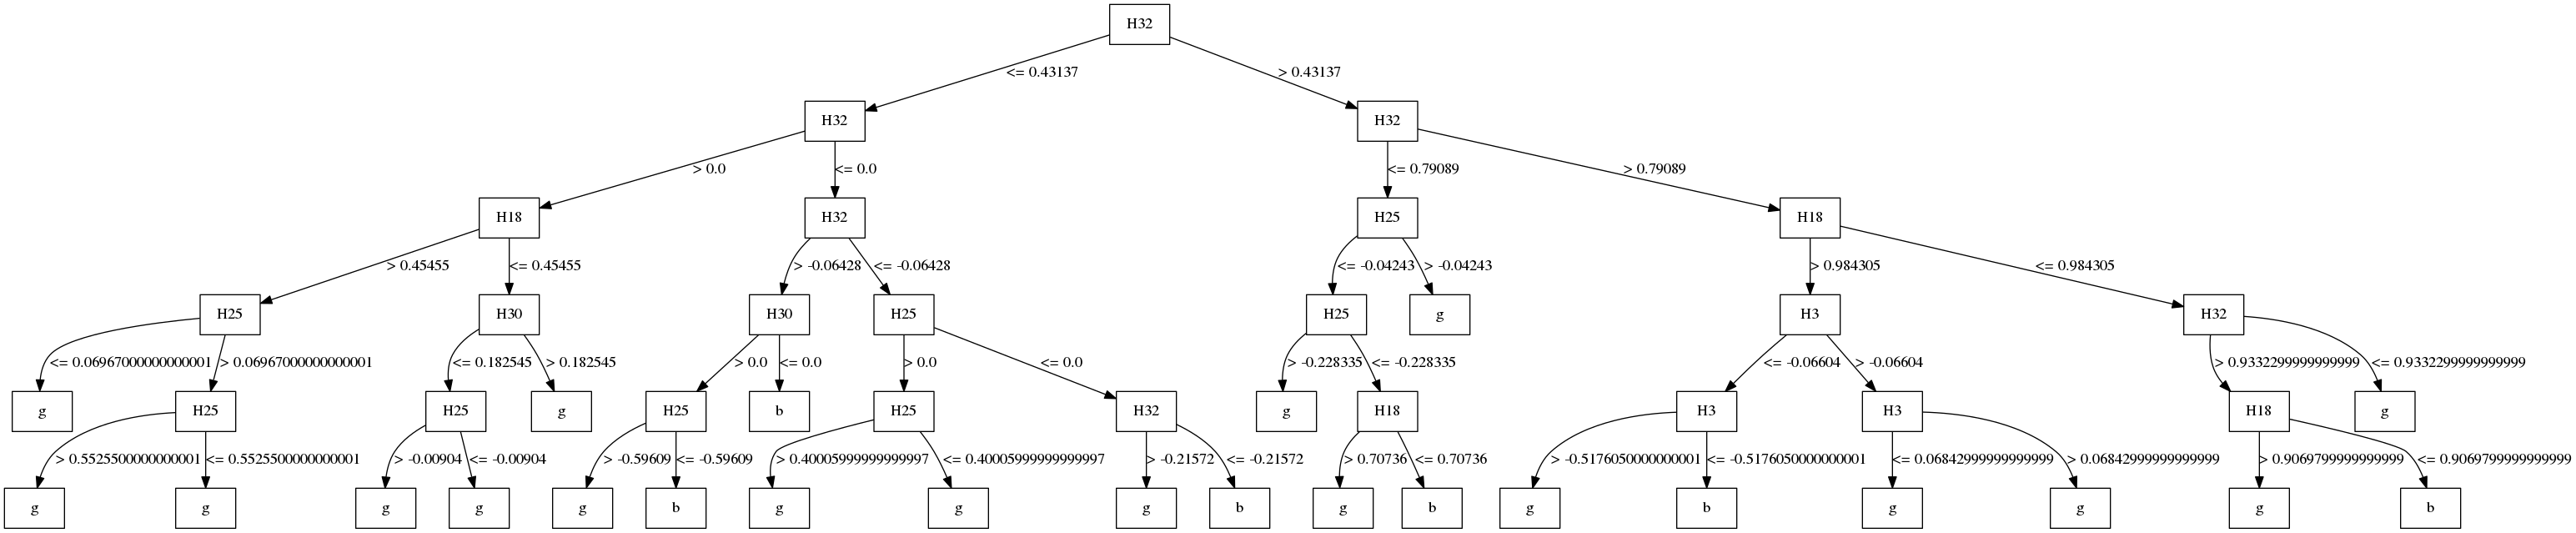 H32
<= 0.43137
> 0.43137
H32
H32
> 0.0
<= 0.0
<= 0.79089
> 0.79089
H18
H32
H25
H18
> 0.45455
<= 0.45455
> -0.06428
<= -0.06428
<= -0.04243
> -0.04243
> 0.984305
<= 0.984305
H25
H30
H30
H25
H25
g
H3
H32
<= 0.06967000000000001
> 0.06967000000000001
<= 0.182545
> 0.182545
> 0.0
<= 0.0
> 0.0
<= 0.0
> -0.228335
<= -0.228335
<= -0.06604
> -0.06604
> 0.9332299999999999
<= 0.9332299999999999
g
H25
H25
g
H25
b
H25
H32
g
H18
H3
H3
H18
g
> 0.5525500000000001
<= 0.5525500000000001
> -0.00904
<= -0.00904
> -0.59609
<= -0.59609
> 0.40005999999999997
<= 0.40005999999999997
> -0.21572
<= -0.21572
> 0.70736
<= 0.70736
> -0.5176050000000001
<= -0.5176050000000001
<= 0.06842999999999999
> 0.06842999999999999
> 0.9069799999999999
<= 0.9069799999999999
g
g
g
g
g
b
g
g
g
b
g
b
g
b
g
g
g
b